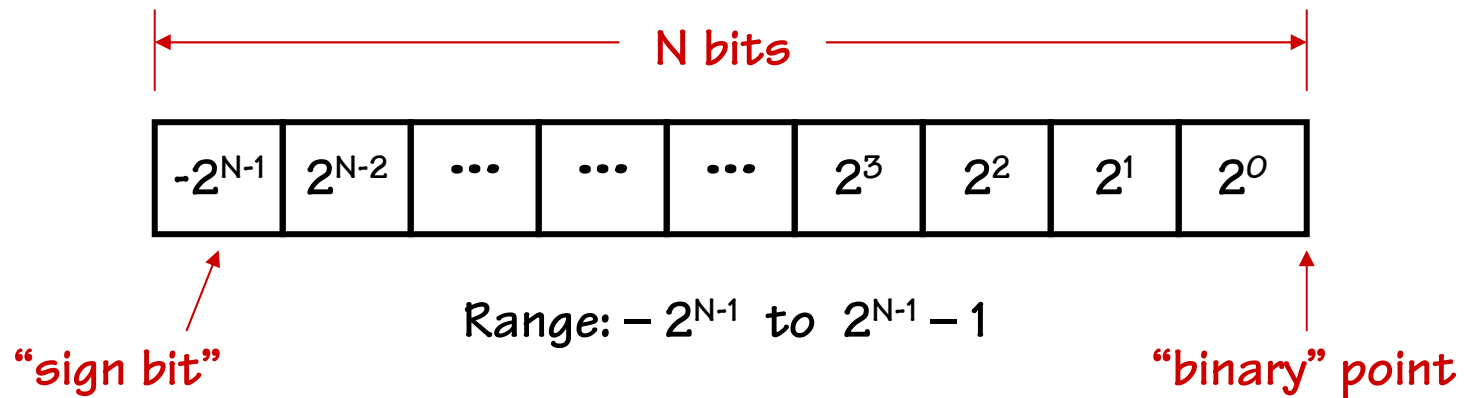 N bits
-2^N-1 2^N-2 ... ... ... 2^3 2^2 2^1 2^0
Range: – 2^N-1 to 2^N-1 – 1
“sign bit”
“binary” point